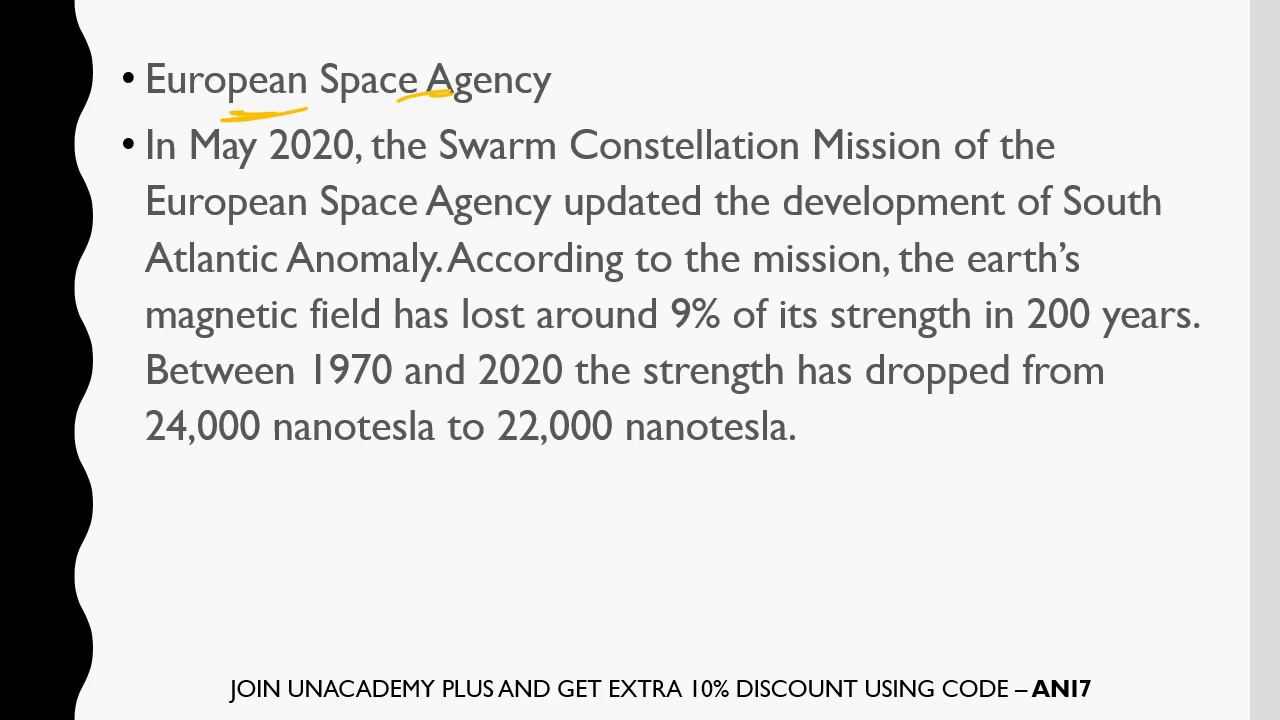 • European Space Agency
• In May 2020, the Swarm Constellation Mission of the
European Space Agency updated the development of South
Atlantic Anomaly. According to the mission, the earth’s
magnetic field has lost around 9% of its strength in 200 years.
Between 1970 and 2020 the strength has dropped from
24,000 nanotesla to 22,000 nanotesla.
JOIN UNACADEMY PLUS AND GET EXTRA 10% DISCOUNT USING CODE – ANI7